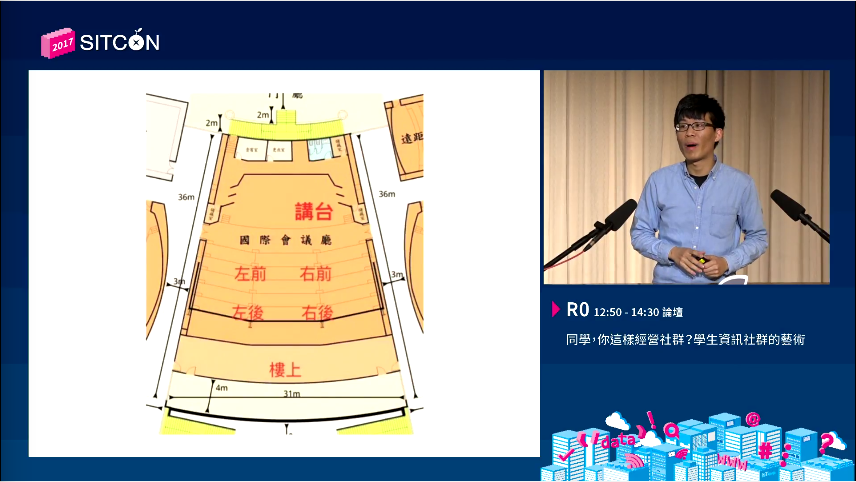 2017 SITCON
門廳
2m
2m
遠距
36m
36m
講台
國際會議廳
左前 右前
3m
3m
左後 右後
樓上
4m
31m
R0 12:50 - 14:30 論壇
同學，你這樣經營社群？學生資訊社群的藝術
data
!
@
?
#
WWW